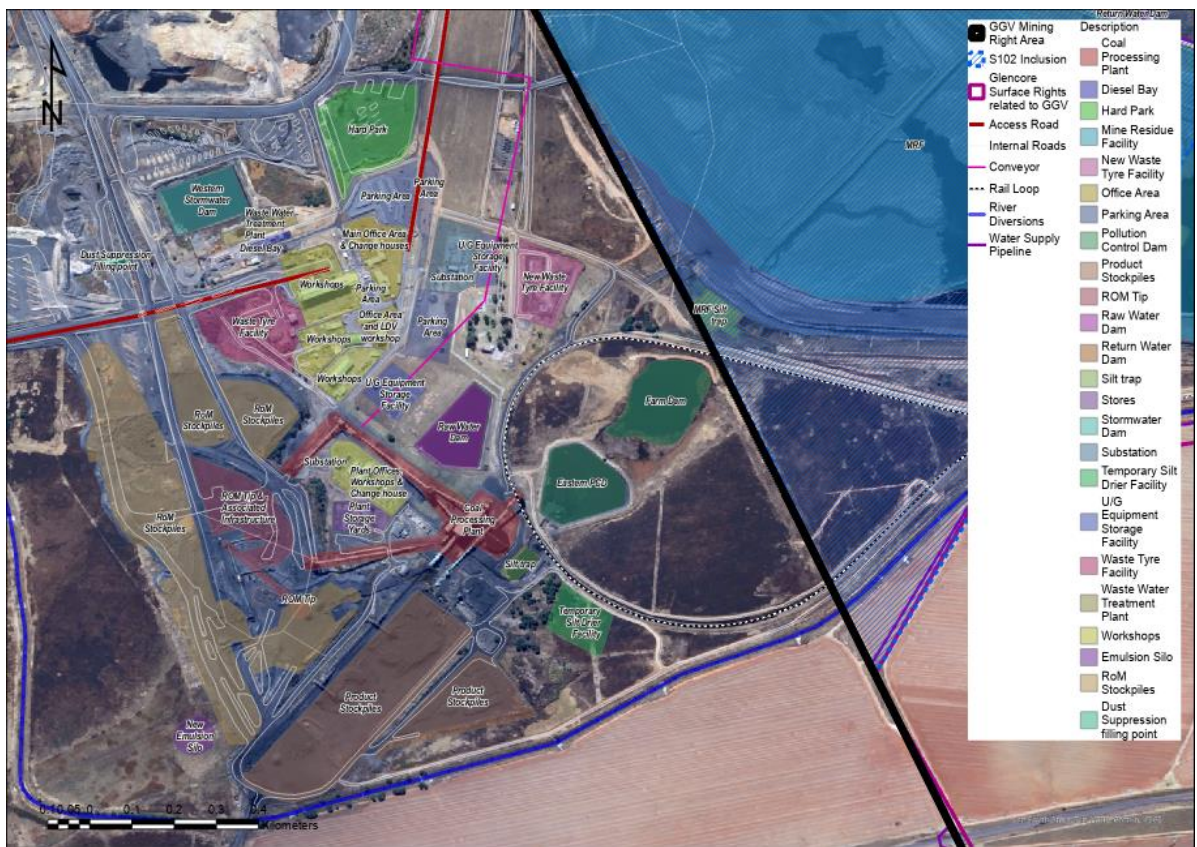 Return Water Dam
GGV Mining
Right Area
S102 Inclusion
Glencore
Surface Rights
related to GGV
Access Road
Internal Roads
Conveyor
Rail Loop
River
Diversions
Water Supply
Pipeline
Description
Coal
Processing
Plant
Diesel Bay
Hard Park
Mine Residue
Facility
New Waste
Tyre Facility
Office Area
Parking Area
Pollution
Control Dam
Product
Stockpiles
ROM Tip
Raw Water
Dam
Return Water
Dam
Silt trap
Stores
Stormwater
Dam
Substation
Temporary Silt
Drier Facility
U/G
Equipment
Storage
Facility
Waste Tyre
Facility
Waste Water
Treatment
Plant
Workshops
Emulsion Silo
RoM
Stockpiles
Dust
Suppression
filling point
N
Hard Park
MRF
Western
Stormwater
Dam
Parking Area
Parking
Area
Waste Water
Treatment
Plant
Diesel Bay
Main Office Area
& Change houses
Dust Suppression
filling point
U/G Equipment
Storage
Facility
Substation
New Waste
Tyre Facility
Workshops
Parking
Area
MRF Silt
trap
Waste Tyre
Facility
Office Area
and LDV
workshop
Parking
Area
Workshops
Workshops
U/G Equipment
Storage
Facility
Farm Dam
RoM
Stockpiles
RoM
Stockpiles
Raw Water
Dam
Substation
Plant Offices,
Workshops &
Change house
Eastern PCD
ROM Tip &
Associated
Infrastructure
Plant
Storage
Yards
Coal
Processing
Plant
RoM
Stockpiles
Silt trap
ROM Tip
Temporary
Silt Drier
Facility
Product
Stockpiles
Product
Stockpiles
New
Emulsion
Silo
0.1 0.05 0 0.1 0.2 0.3 0.4
Kilometers